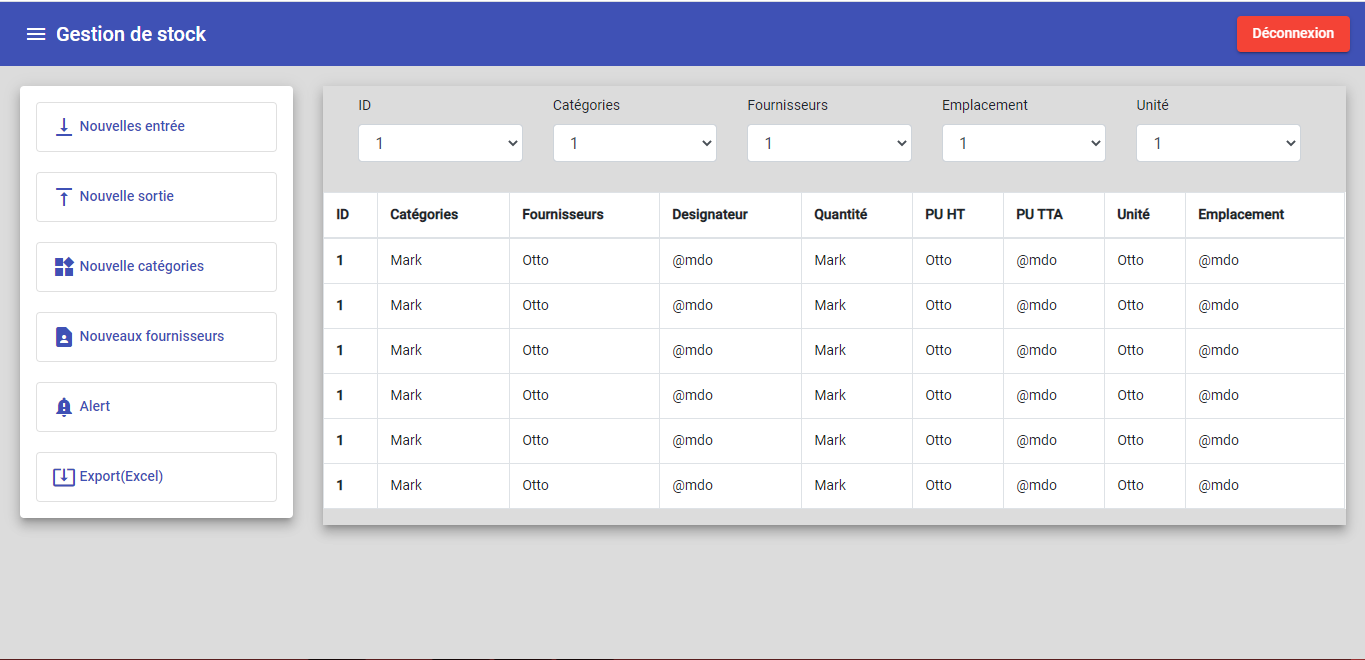 Gestion de stock Déconnexion
Nouvelles entrée
Nouvelle sortie
Nouvelle catégories
Nouveaux fournisseurs
Alert
Export(Excel)
ID Catégories Fournisseurs Emplacement Unité
1 1 1 1 1
ID Catégories Fournisseurs Designateur Quantité PU HT PU TTA Unité Emplacement
1 Mark Otto @mdo Mark Otto @mdo Otto @mdo
1 Mark Otto @mdo Mark Otto @mdo Otto @mdo
1 Mark Otto @mdo Mark Otto @mdo Otto @mdo
1 Mark Otto @mdo Mark Otto @mdo Otto @mdo
1 Mark Otto @mdo Mark Otto @mdo Otto @mdo
1 Mark Otto @mdo Mark Otto @mdo Otto @mdo